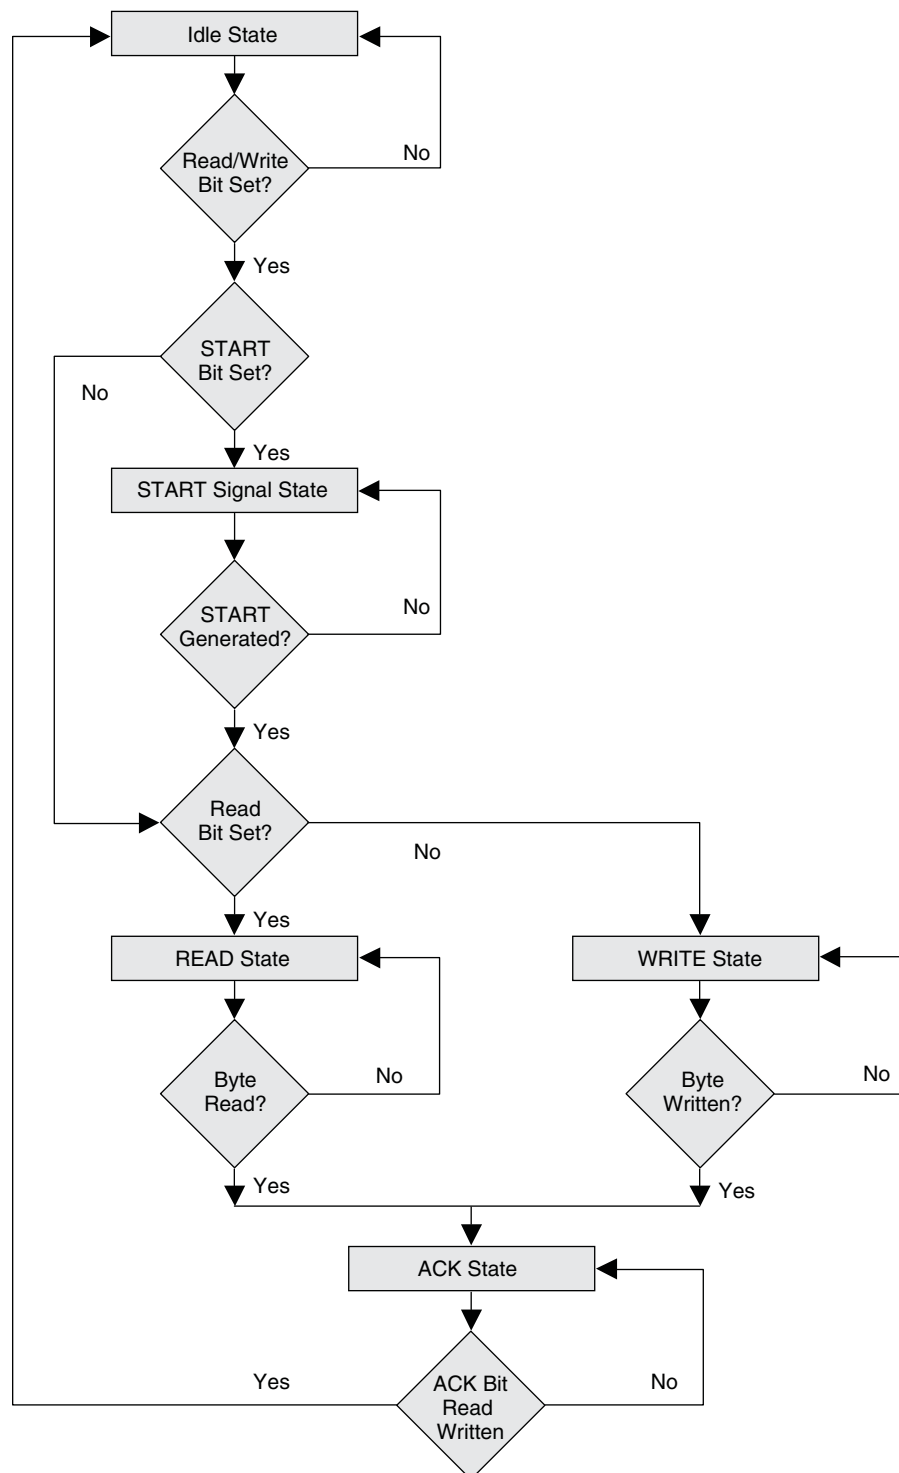 Idle State
Read/Write
Bit Set?
No
Yes
START
Bit Set?
No
Yes
START Signal State
START
Generated?
No
Yes
Read
Bit Set?
No
Yes
READ State
WRITE State
Byte
Read?
No
Byte
Written?
No
Yes
Yes
ACK State
Yes
ACK Bit
Read
Written
No